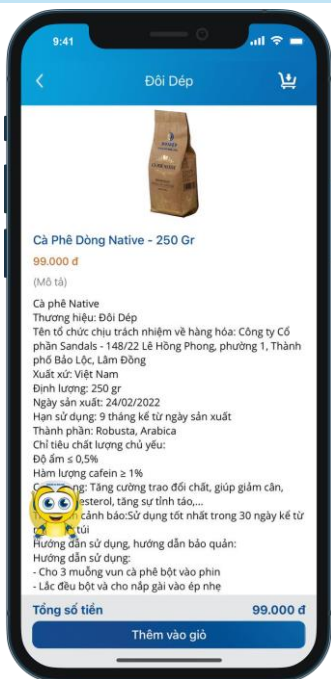 9:41
Đôi Dép
Cà Phê Dòng Native - 250 Gr
99.000 đ
(Mô tả)
Cà phê Native
Thương hiệu: Đôi Dép
Tên tổ chức chịu trách nhiệm về hàng hóa: Công ty Cổ
phần Sandals - 148/22 Lê Hồng Phong, phường 1, Thành
phố Bảo Lộc, Lâm Đồng
Xuất xứ: Việt Nam
Định lượng: 250 gr
Ngày sản xuất: 24/02/2022
Hạn sử dụng: 9 tháng kể từ ngày sản xuất
Thành phần: Robusta, Arabica
Chỉ tiêu chất lượng chủ yếu:
Độ ẩm ≤ 0,5%
Hàm lượng cafein ≥ 1%
Tăng cường trao đổi chất, giúp giảm cân,
tăng sự tỉnh táo,...
cảnh báo:Sử dụng tốt nhất trong 30 ngày kể từ
túi
Hướng dẫn sử dụng, hướng dẫn bảo quản:
Hướng dẫn sử dụng:
- Cho 3 muỗng vun cà phê bột vào phin
- Lắc đều bột và cho nắp gài vào ép nhẹ
Tổng số tiền 99.000 đ
Thêm vào giỏ